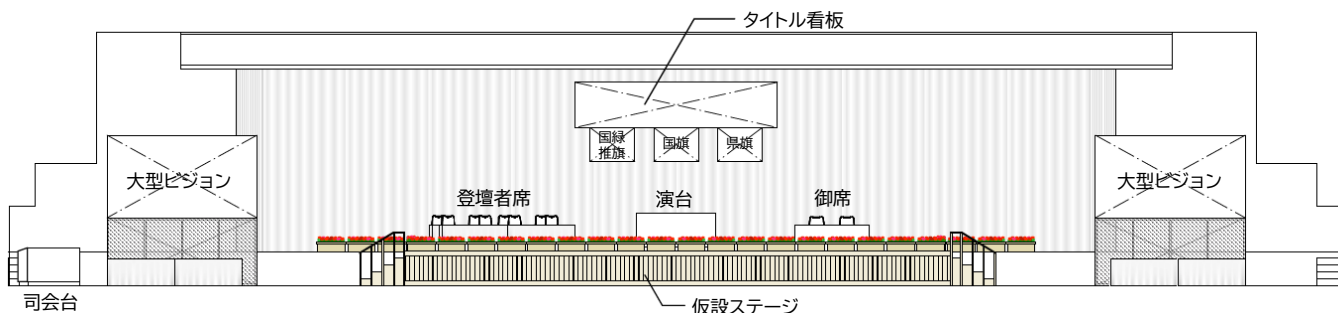 タイトル看板
国緑
推旗
国旗
県旗
大型ビジョン
登壇者席
演台
御席
大型ビジョン
司会台
仮設ステージ